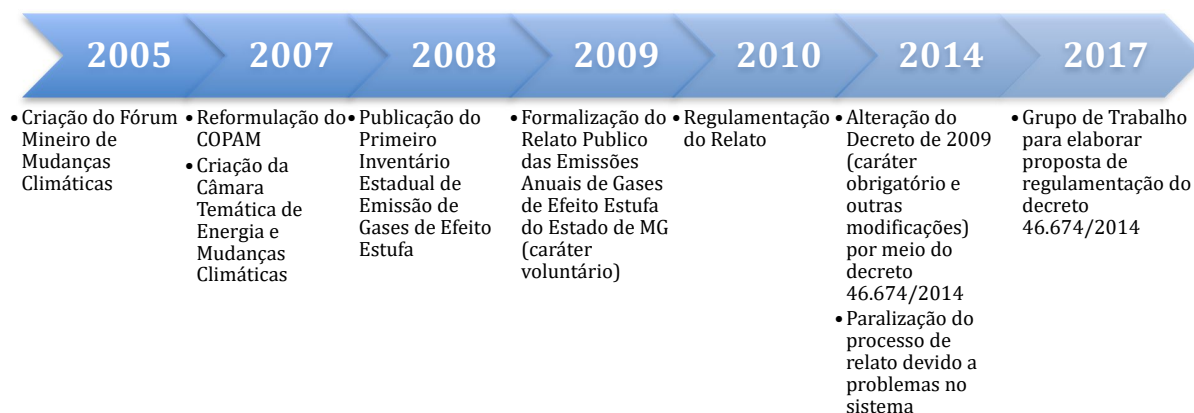 2005
2007
2008
2009
2010
2014
2017
• Criação do Fórum
Mineiro de
Mudanças
Climáticas
• Reformulação do
COPAM
• Criação da
Câmara
Temática de
Energia e
Mudanças
Climáticas
• Publicação do
Primeiro
Inventário
Estadual de
Emissão de
Gases de Efeito
Estufa
• Formalização do
Relato Publico
das Emissões
Anuais de Gases
de Efeito Estufa
do Estado de MG
(caráter
voluntário)
• Regulamentação
do Relato
• Alteração do
Decreto de 2009
(caráter
obrigatório e
outras
modificações)
por meio do
decreto
46.674/2014
• Paralização do
processo de
relato devido a
problemas no
sistema
• Grupo de Trabalho
para elaborar
proposta de
regulamentação do
decreto
46.674/2014